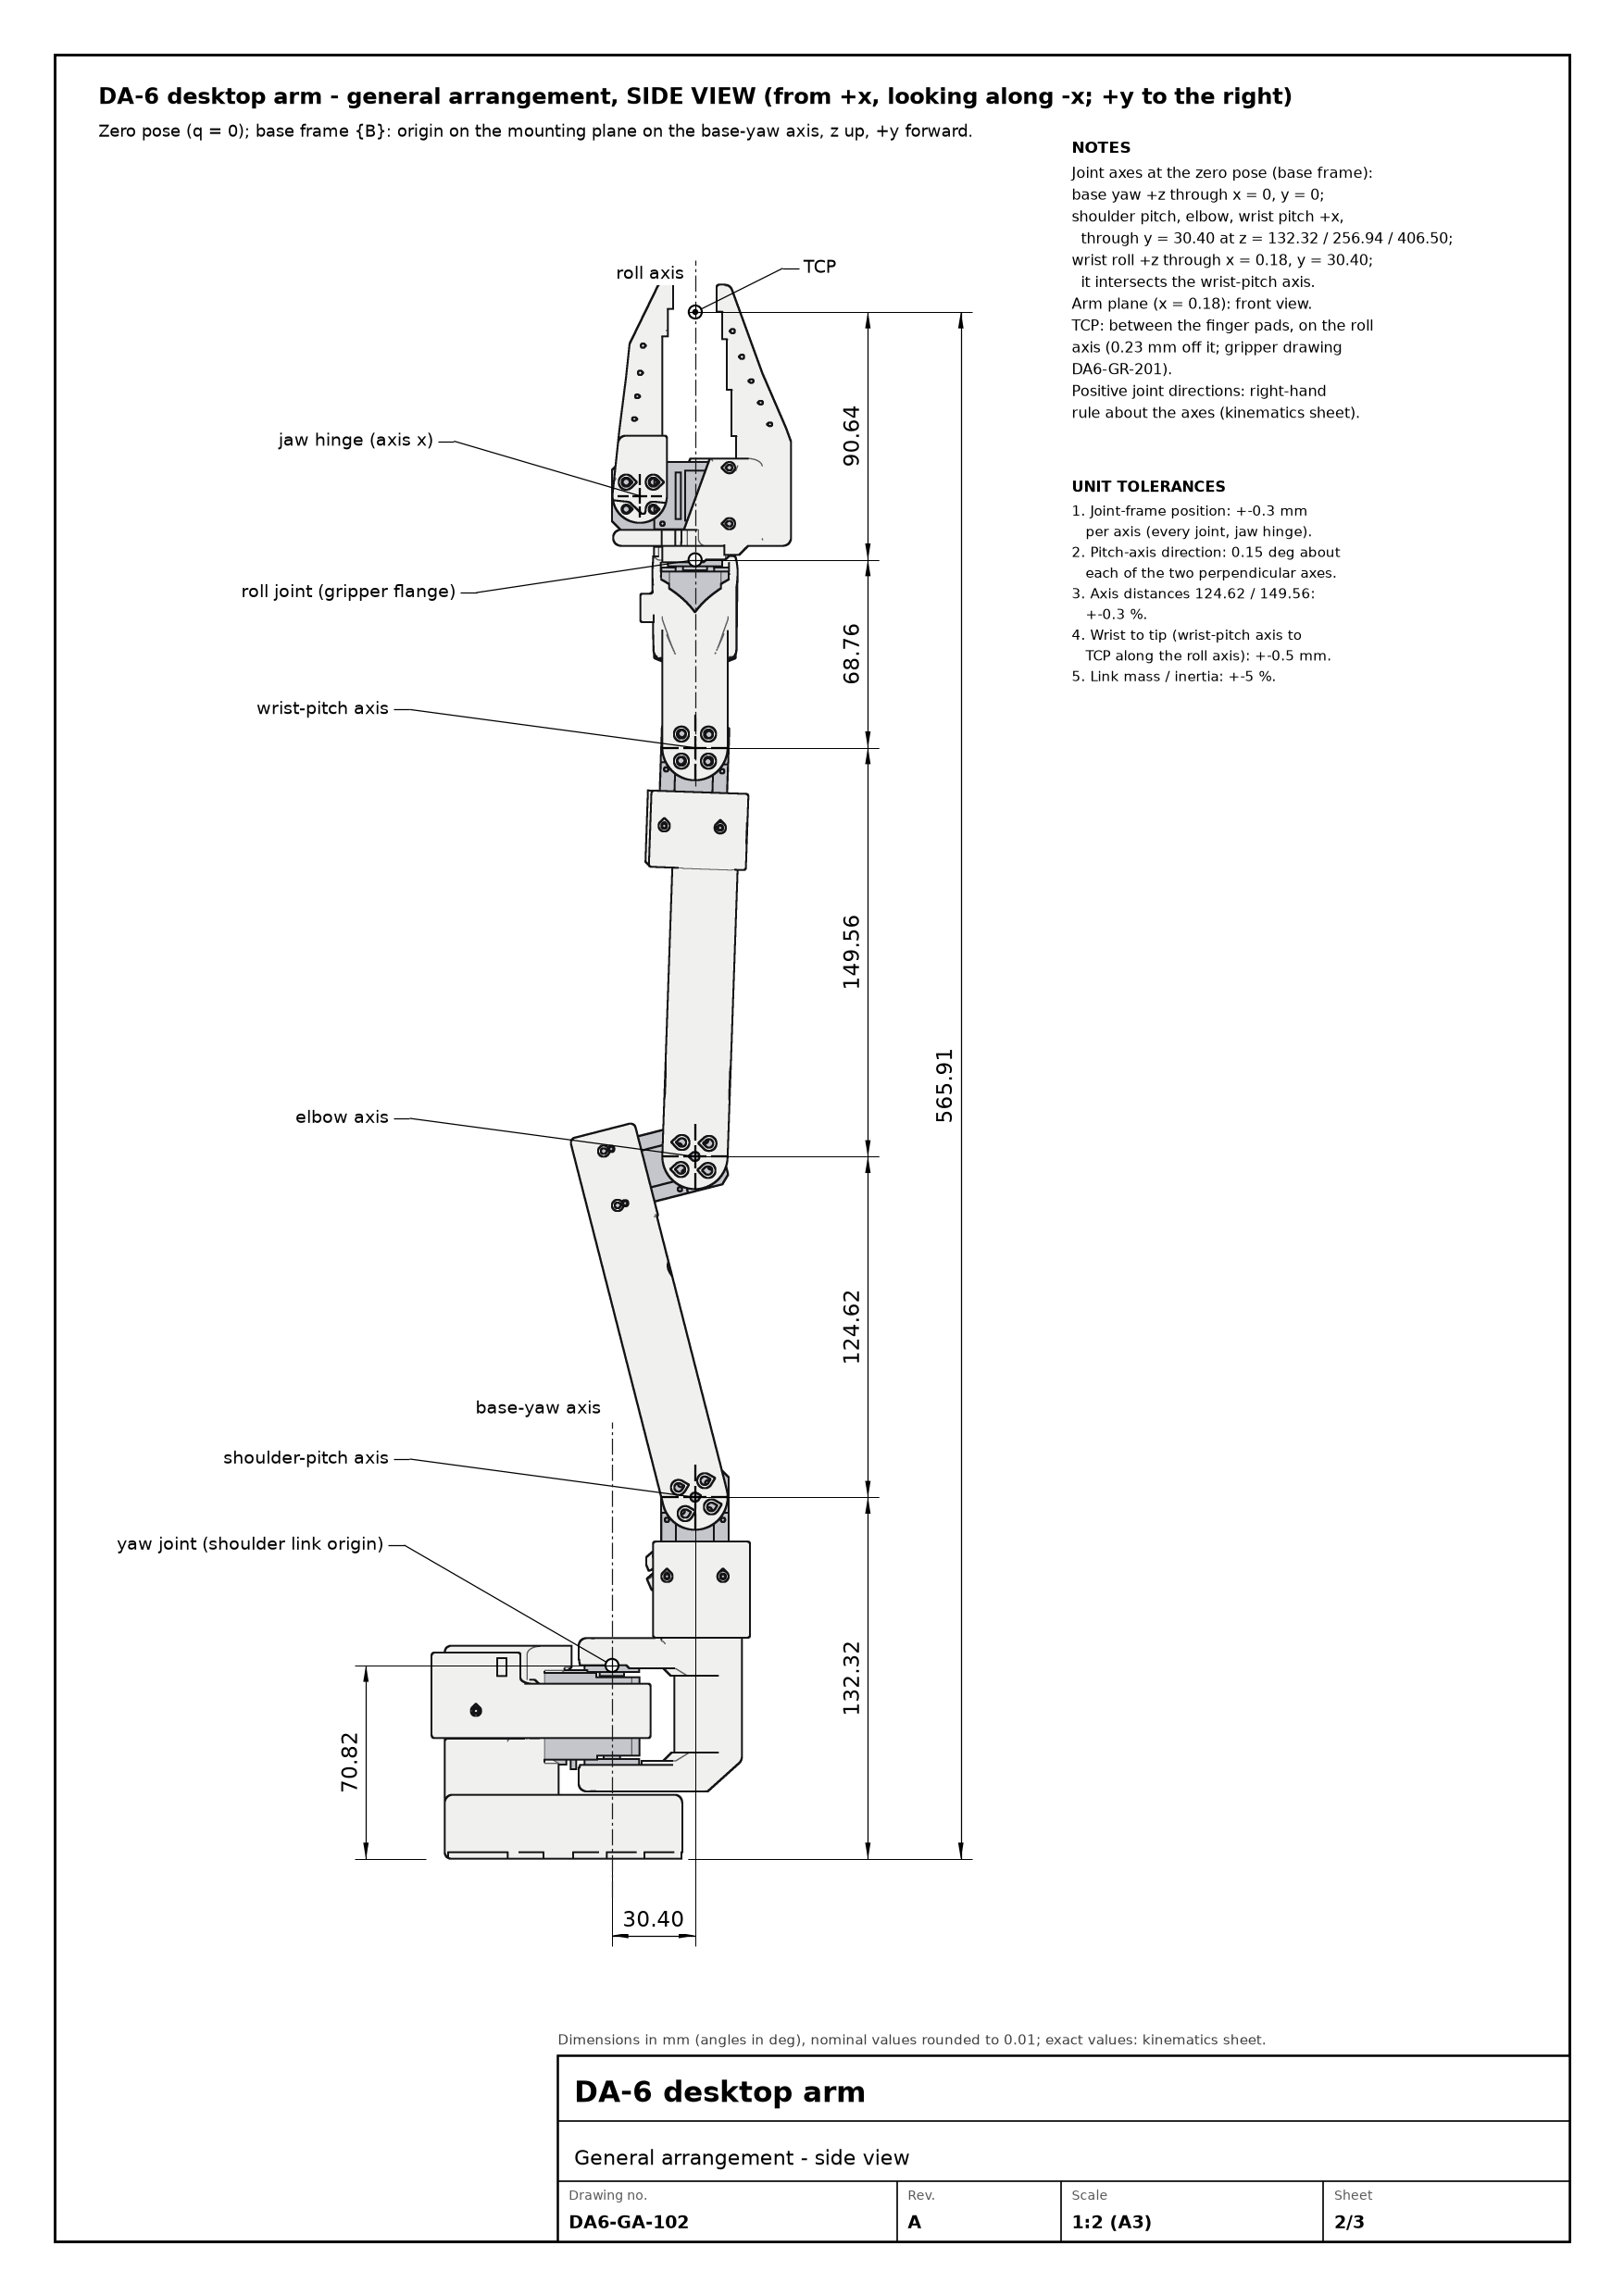 DA-6 desktop arm - general arrangement, SIDE VIEW (from +x, looking along -x; +y to the right)
Zero pose (q = 0); base frame {B}: origin on the mounting plane on the base-yaw axis, z up, +y forward.
NOTES
Joint axes at the zero pose (base frame):
base yaw +z through x = 0, y = 0;
shoulder pitch, elbow, wrist pitch +x,
through y = 30.40 at z = 132.32 / 256.94 / 406.50;
wrist roll +z through x = 0.18, y = 30.40;
it intersects the wrist-pitch axis.
Arm plane (x = 0.18): front view.
TCP: between the finger pads, on the roll
axis (0.23 mm off it; gripper drawing
DA6-GR-201).
Positive joint directions: right-hand
rule about the axes (kinematics sheet).
UNIT TOLERANCES
1. Joint-frame position: +-0.3 mm
per axis (every joint, jaw hinge).
2. Pitch-axis direction: 0.15 deg about
each of the two perpendicular axes.
3. Axis distances 124.62 / 149.56:
+-0.3 %.
4. Wrist to tip (wrist-pitch axis to
TCP along the roll axis): +-0.5 mm.
5. Link mass / inertia: +-5 %.
roll axis
TCP
jaw hinge (axis x)
90.64
roll joint (gripper flange)
68.76
wrist-pitch axis
149.56
565.91
elbow axis
124.62
base-yaw axis
shoulder-pitch axis
yaw joint (shoulder link origin)
132.32
70.82
30.40
Dimensions in mm (angles in deg), nominal values rounded to 0.01; exact values: kinematics sheet.
DA-6 desktop arm
General arrangement - side view
Drawing no.
DA6-GA-102
Rev.
A
Scale
1:2 (A3)
Sheet
2/3